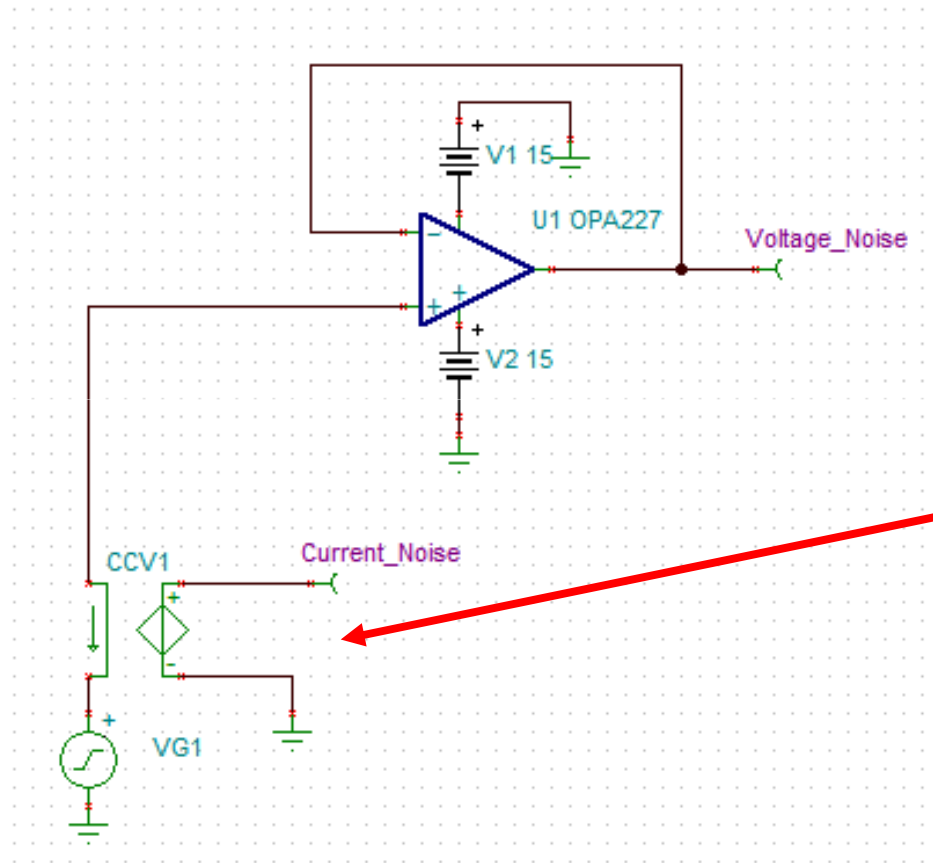 +
V1 15
U1 OPA227
Voltage_Noise
-
+
+
+
V2 15
CCV1
Current_Noise
+
-
+
VG1